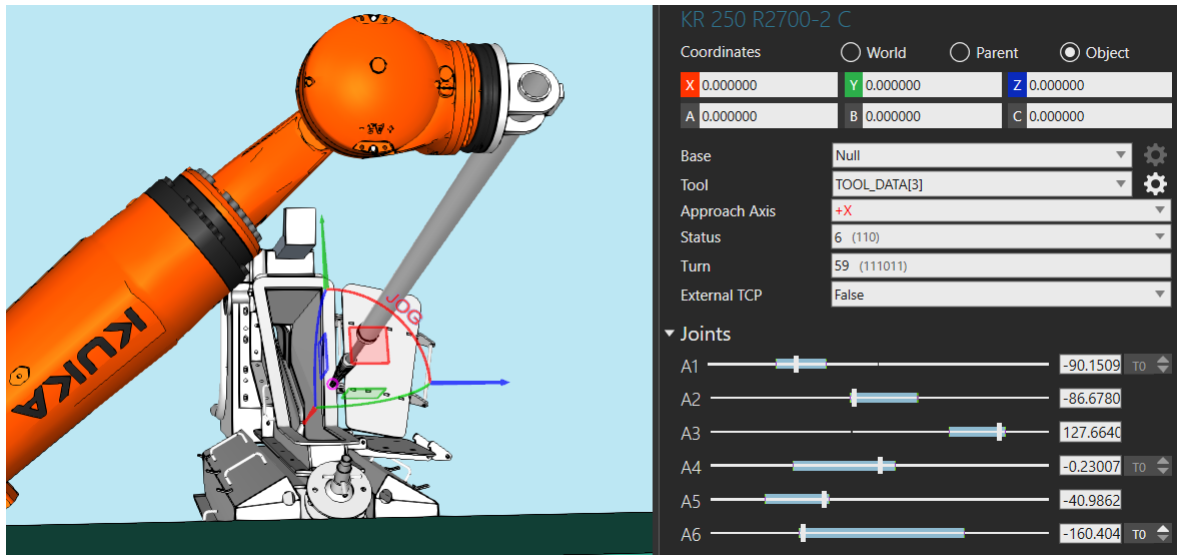 KR 250 R2700-2 C
Coordinates World Parent Object
X 0.000000 Y 0.000000 Z 0.000000
A 0.000000 B 0.000000 C 0.000000
Base Null
Tool TOOL_DATA[3]
Approach Axis +X
Status 6 (110)
Turn 59 (111011)
External TCP False
Joints
A1 -90.1509 T0
A2 -86.6780
A3 127.6640
A4 -0.23007 T0
A5 -40.9862
A6 -160.404 T0
- A5 +
JOG
KUKA